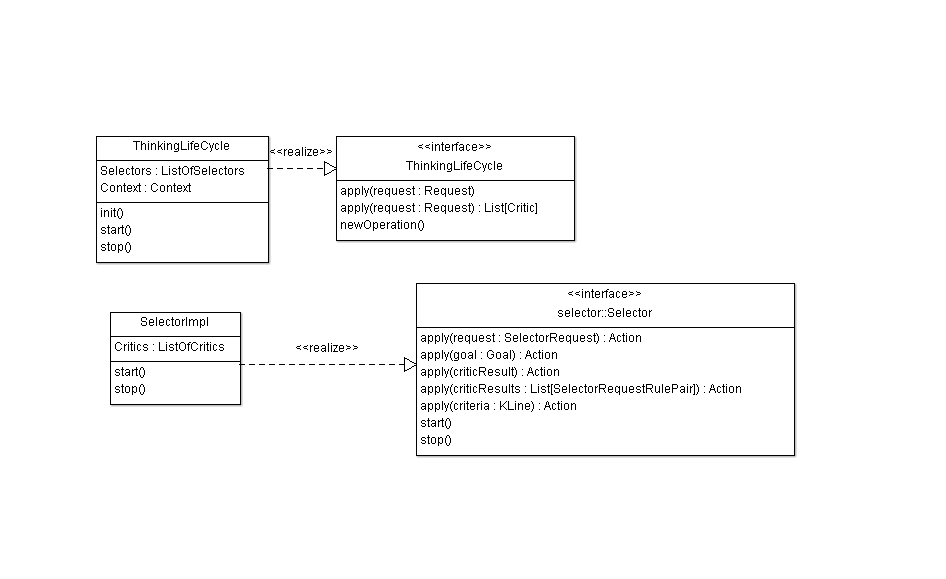 ThinkingLifeCycle
Selectors : ListOfSelectors
Context : Context
init()
start()
stop()
<<realize>>
<<interface>>
ThinkingLifeCycle
apply(request : Request)
apply(request : Request) : List[Critic]
newOperation()
SelectorImpl
Critics : ListOfCritics
start()
stop()
<<realize>>
<<interface>>
selector::Selector
apply(request : SelectorRequest) : Action
apply(goal : Goal) : Action
apply(criticResult) : Action
apply(criticResults : List[SelectorRequestRulePair]) : Action
apply(criteria : KLine) : Action
start()
stop()